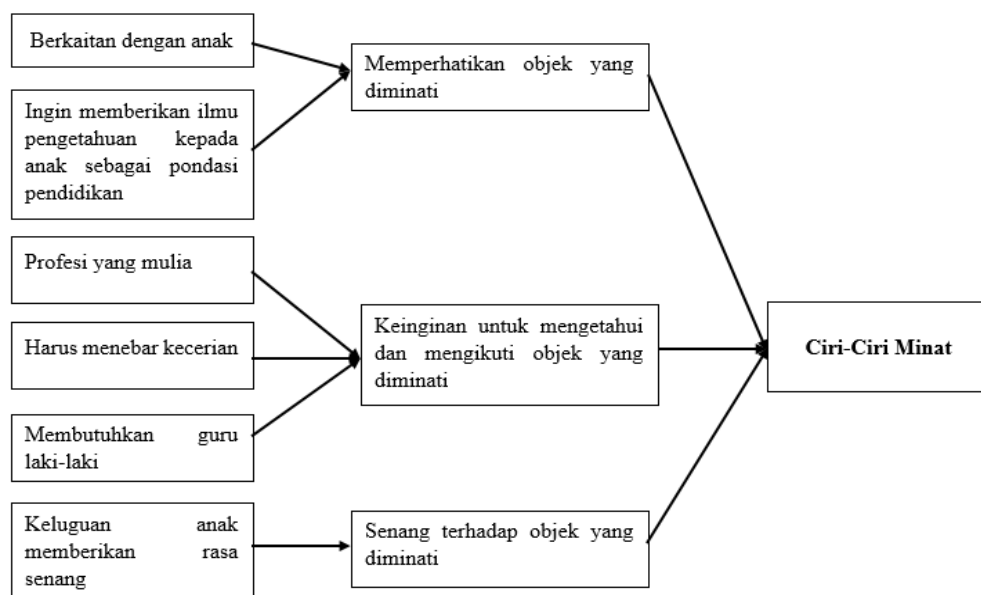 Berkaitan dengan anak
Ingin memberikan ilmu
pengetahuan kepada
anak sebagai pondasi
pendidikan
Memperhatikan objek yang
diminati
Profesi yang mulia
Harus menebar kecerian
Membutuhkan guru
laki-laki
Keinginan untuk mengetahui
dan mengikuti objek yang
diminati
Keluguan anak
memberikan rasa
senang
Senang terhadap objek yang
diminati
Ciri-Ciri Minat